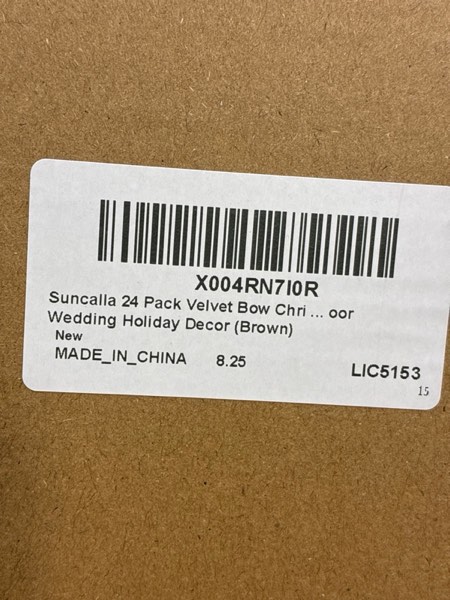 X004RN7I0R
Suncalla 24 Pack Velvet Bow Chri ... oor
Wedding Holiday Decor (Brown)
New
MADE_IN_CHINA 8.25
LIC5153
15